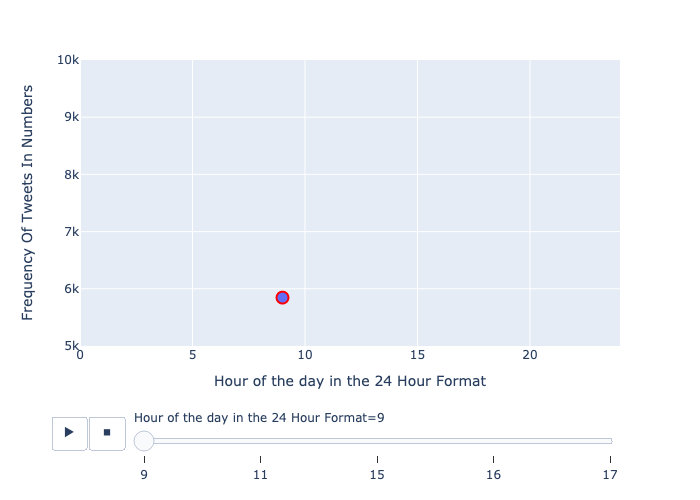 10k
9k
8k
7k
6k
5k
Frequency Of Tweets In Numbers
0 5 10 15 20
Hour of the day in the 24 Hour Format
Hour of the day in the 24 Hour Format=9
9 11 15 16 17